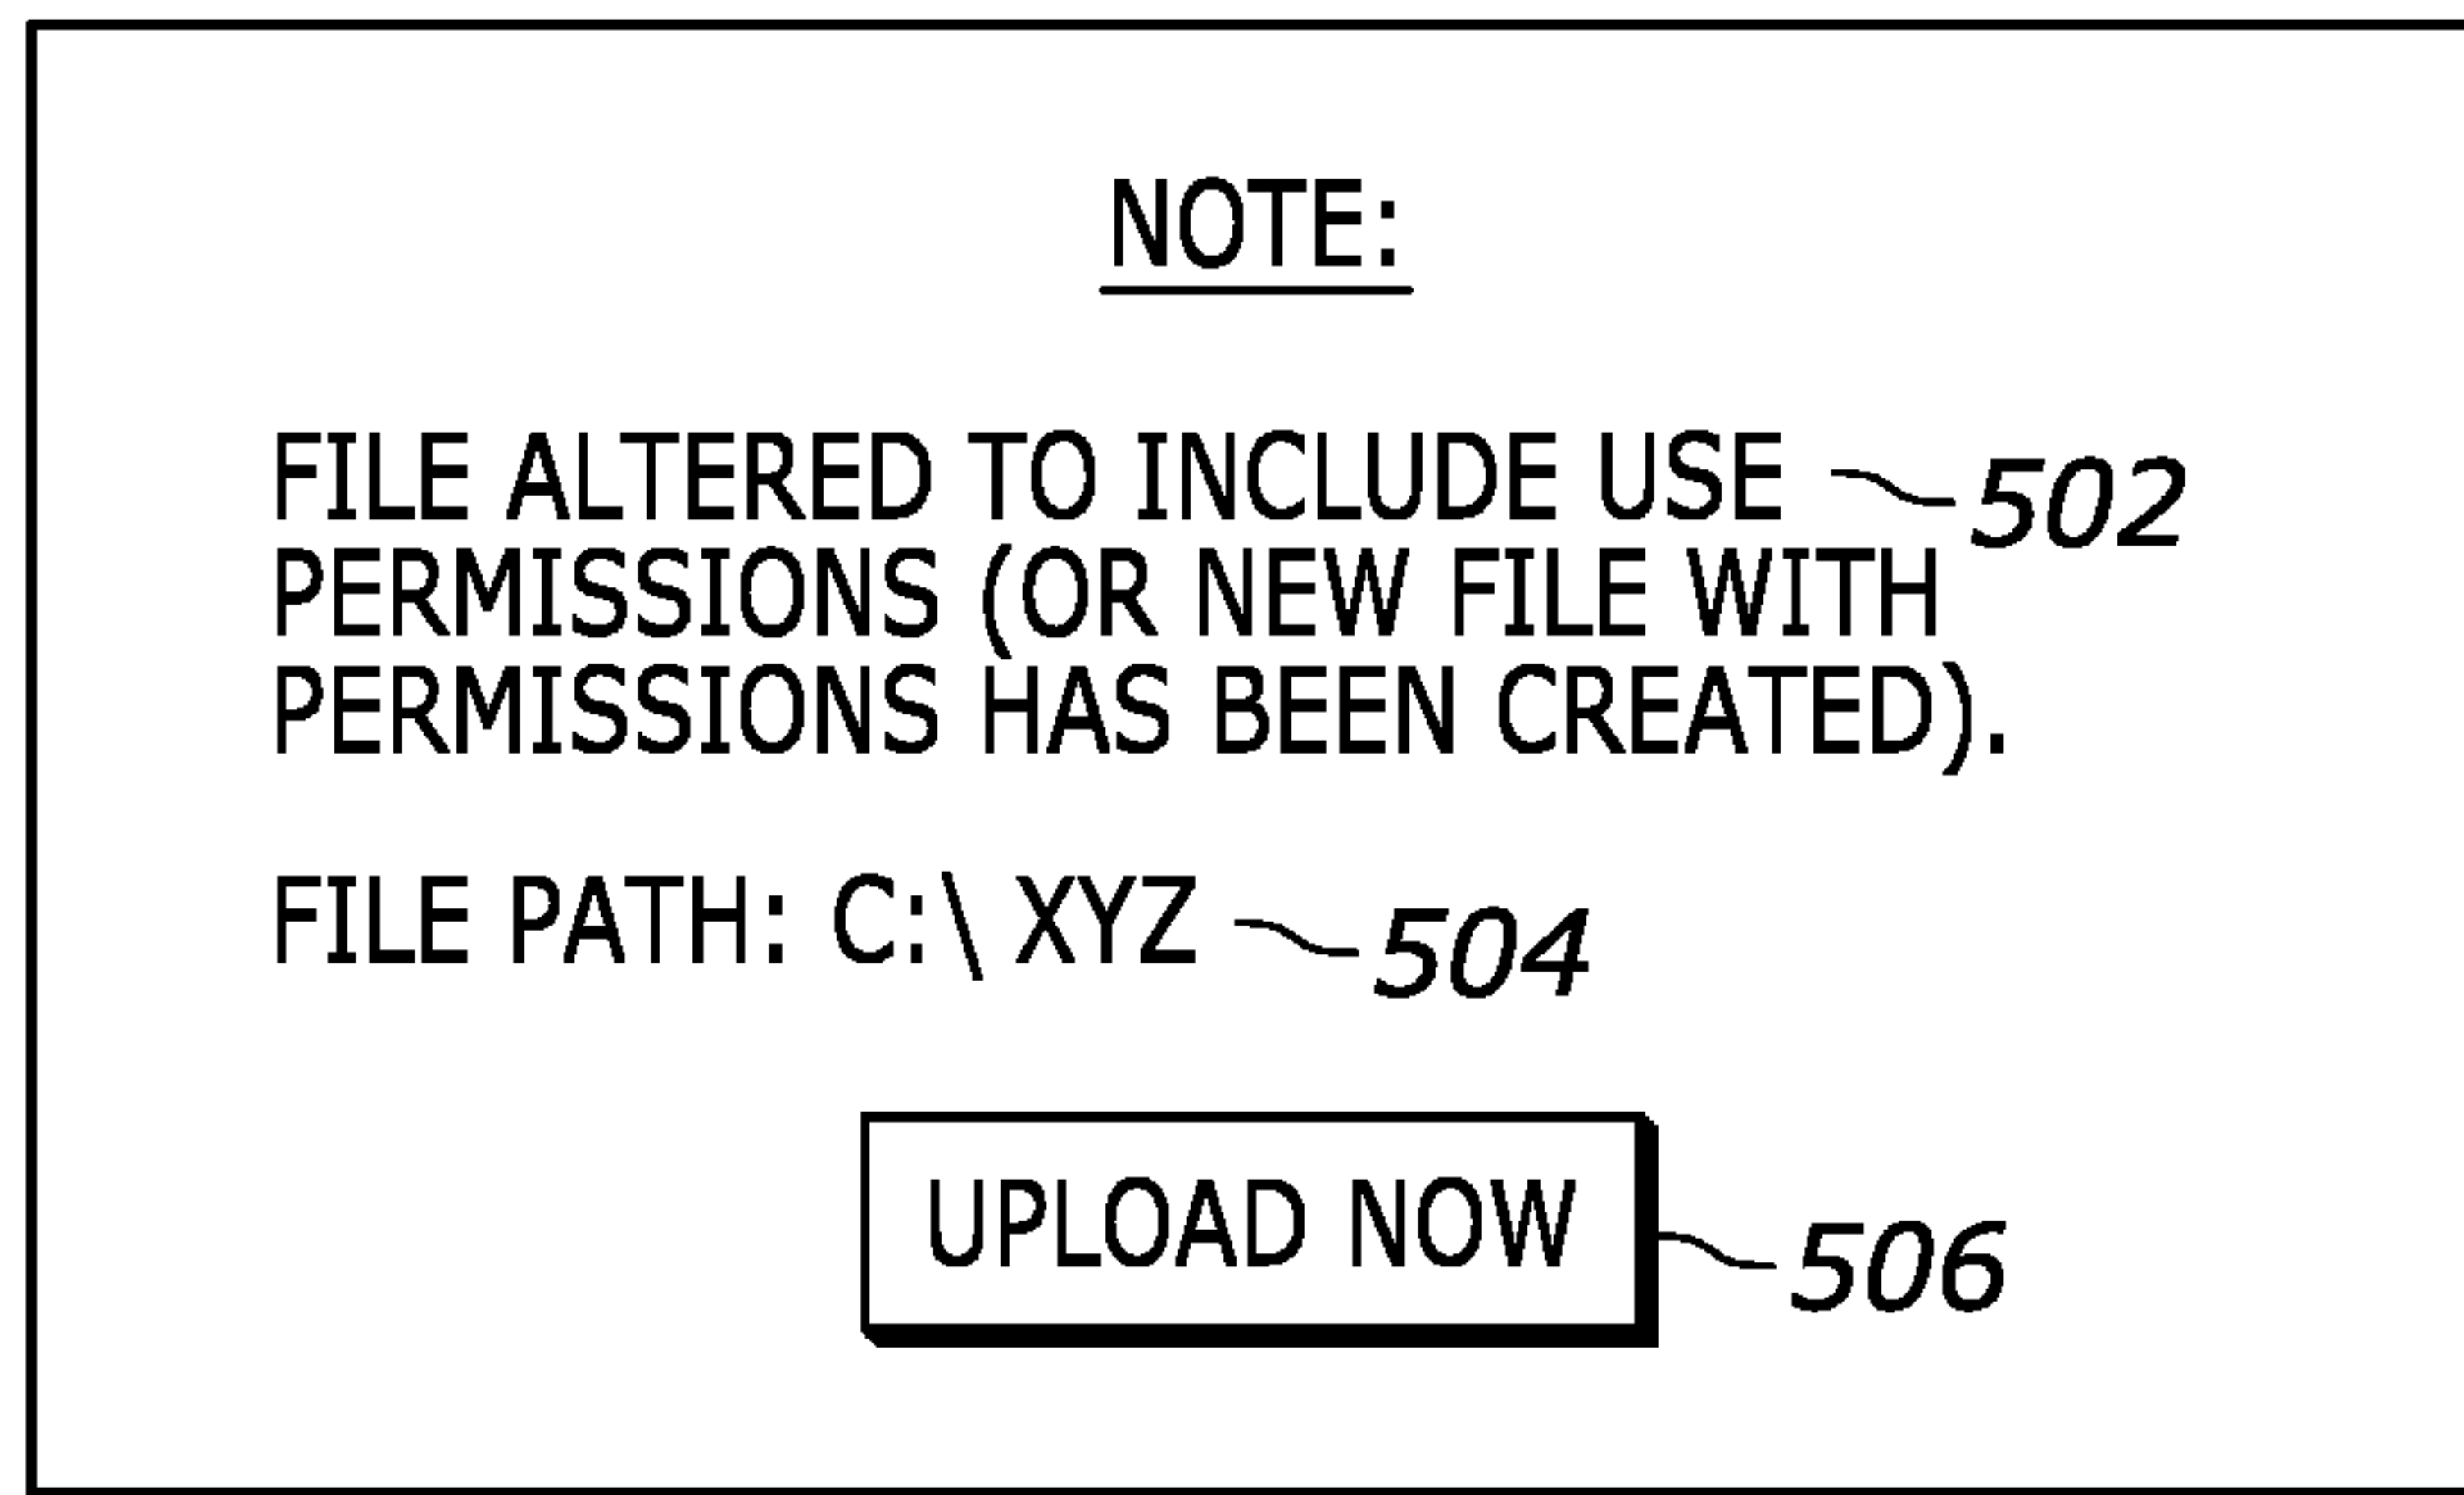 NOTE:
FILE ALTERED TO INCLUDE USE 502
PERMISSIONS (OR NEW FILE WITH
PERMISSIONS HAS BEEN CREATED).
FILE PATH: C:\ XYZ 504
UPLOAD NOW 506